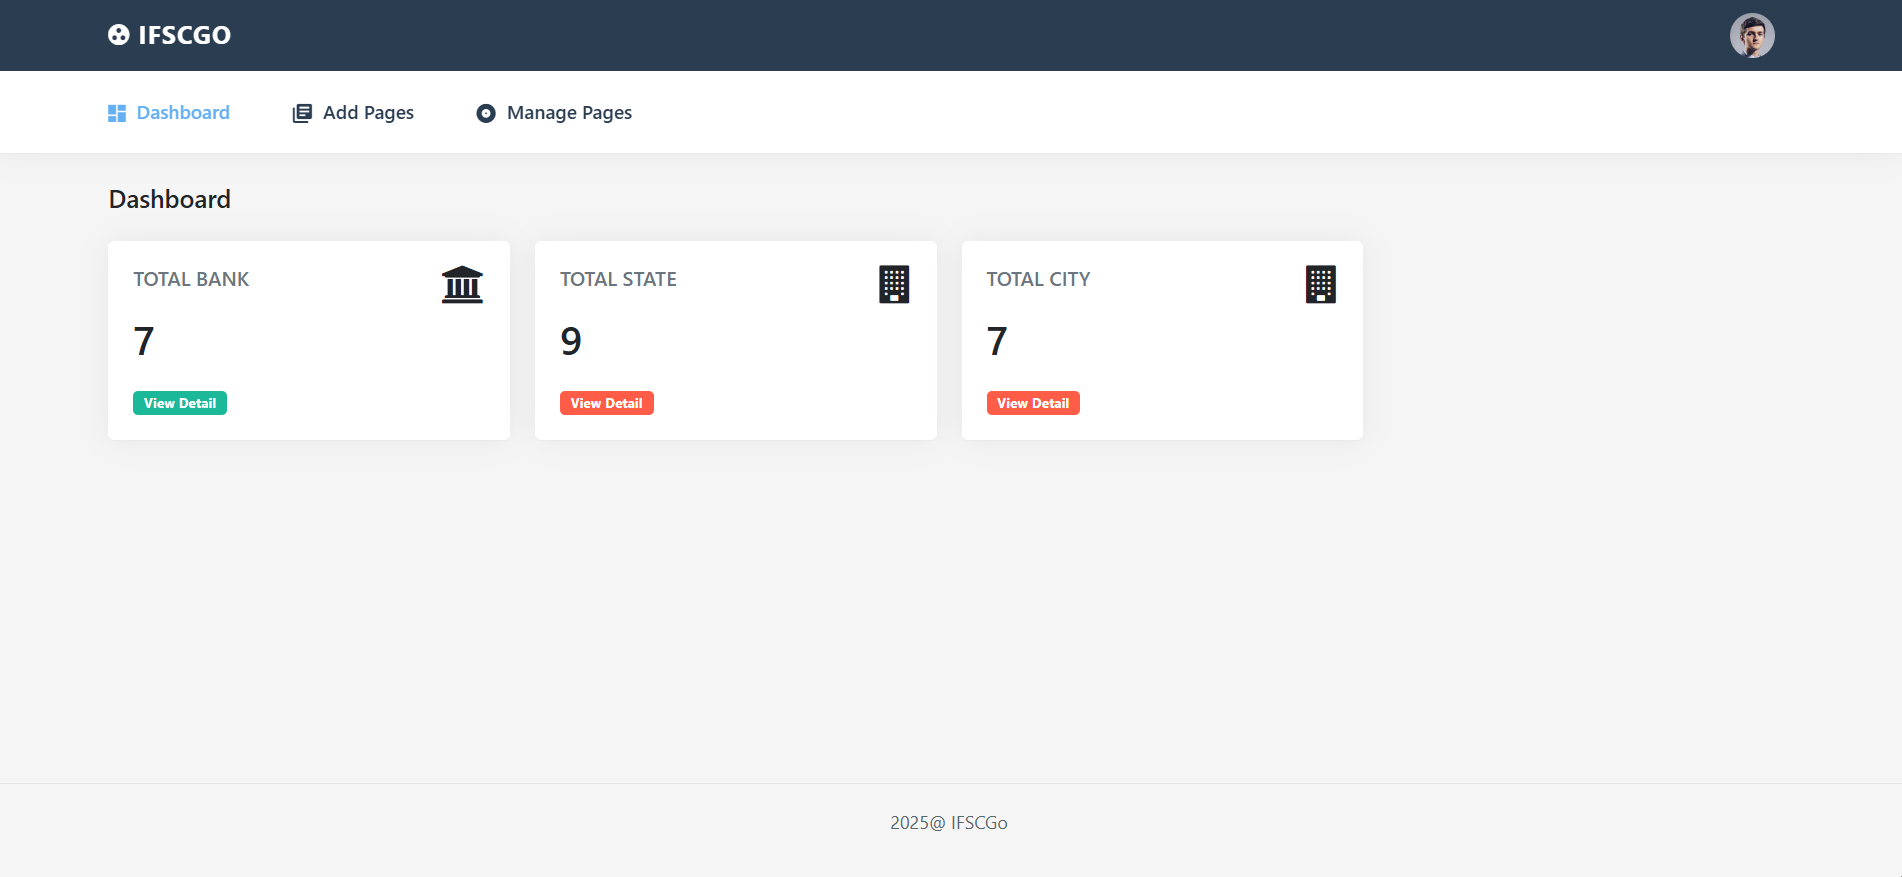 IFSCGO
Dashboard
Add Pages
Manage Pages
Dashboard
TOTAL BANK
7
View Detail
TOTAL STATE
9
View Detail
TOTAL CITY
7
View Detail
2025@ IFSCGo